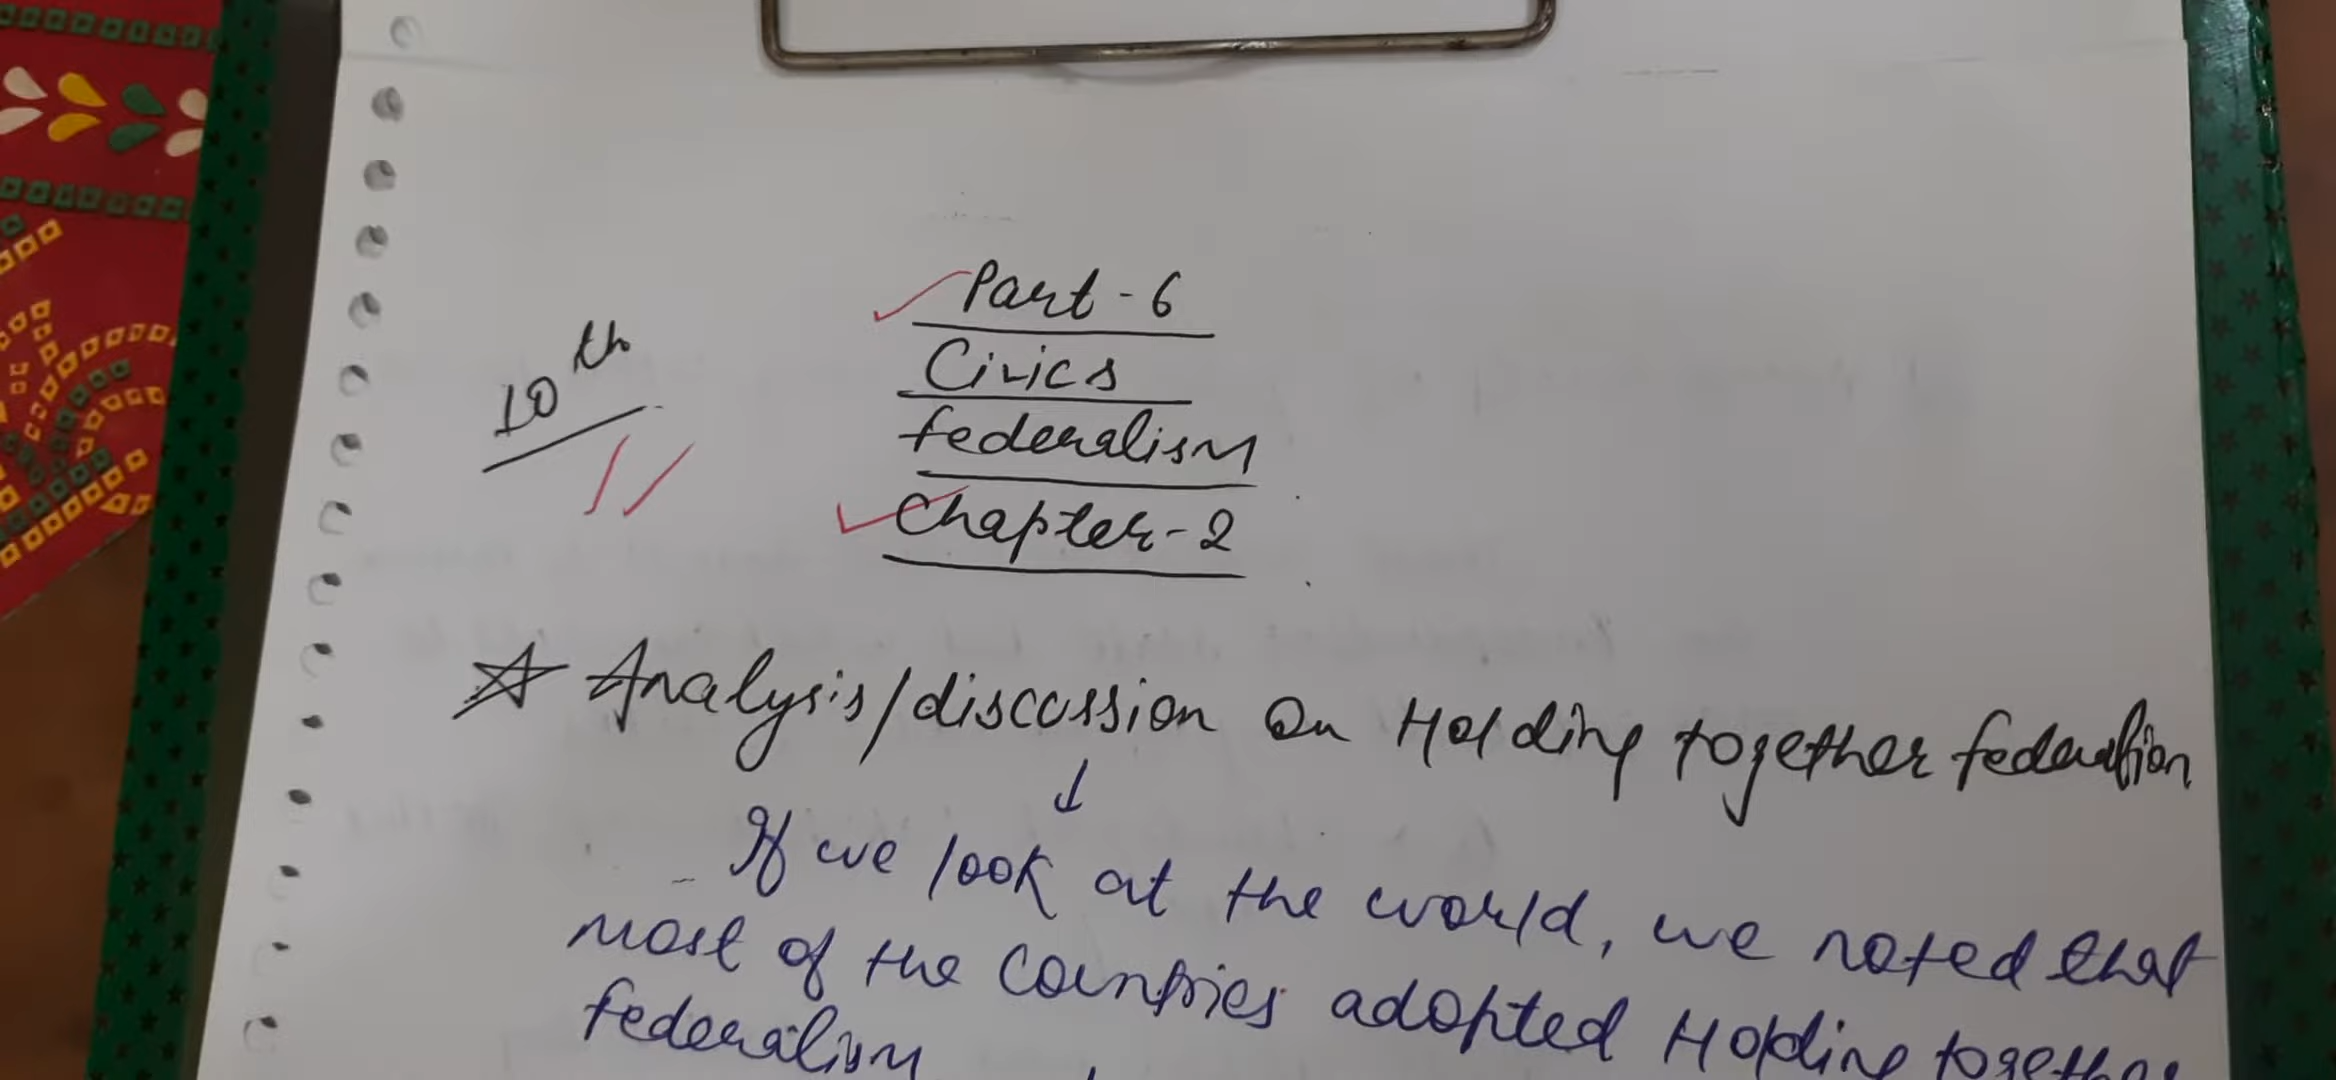 Part - 6
10th
Civics
federalism
Chapter - 2
Analysis/discussion on Holding together federation
If we look at the world, we noted that
most of the Countries adopted Holding together
federalism